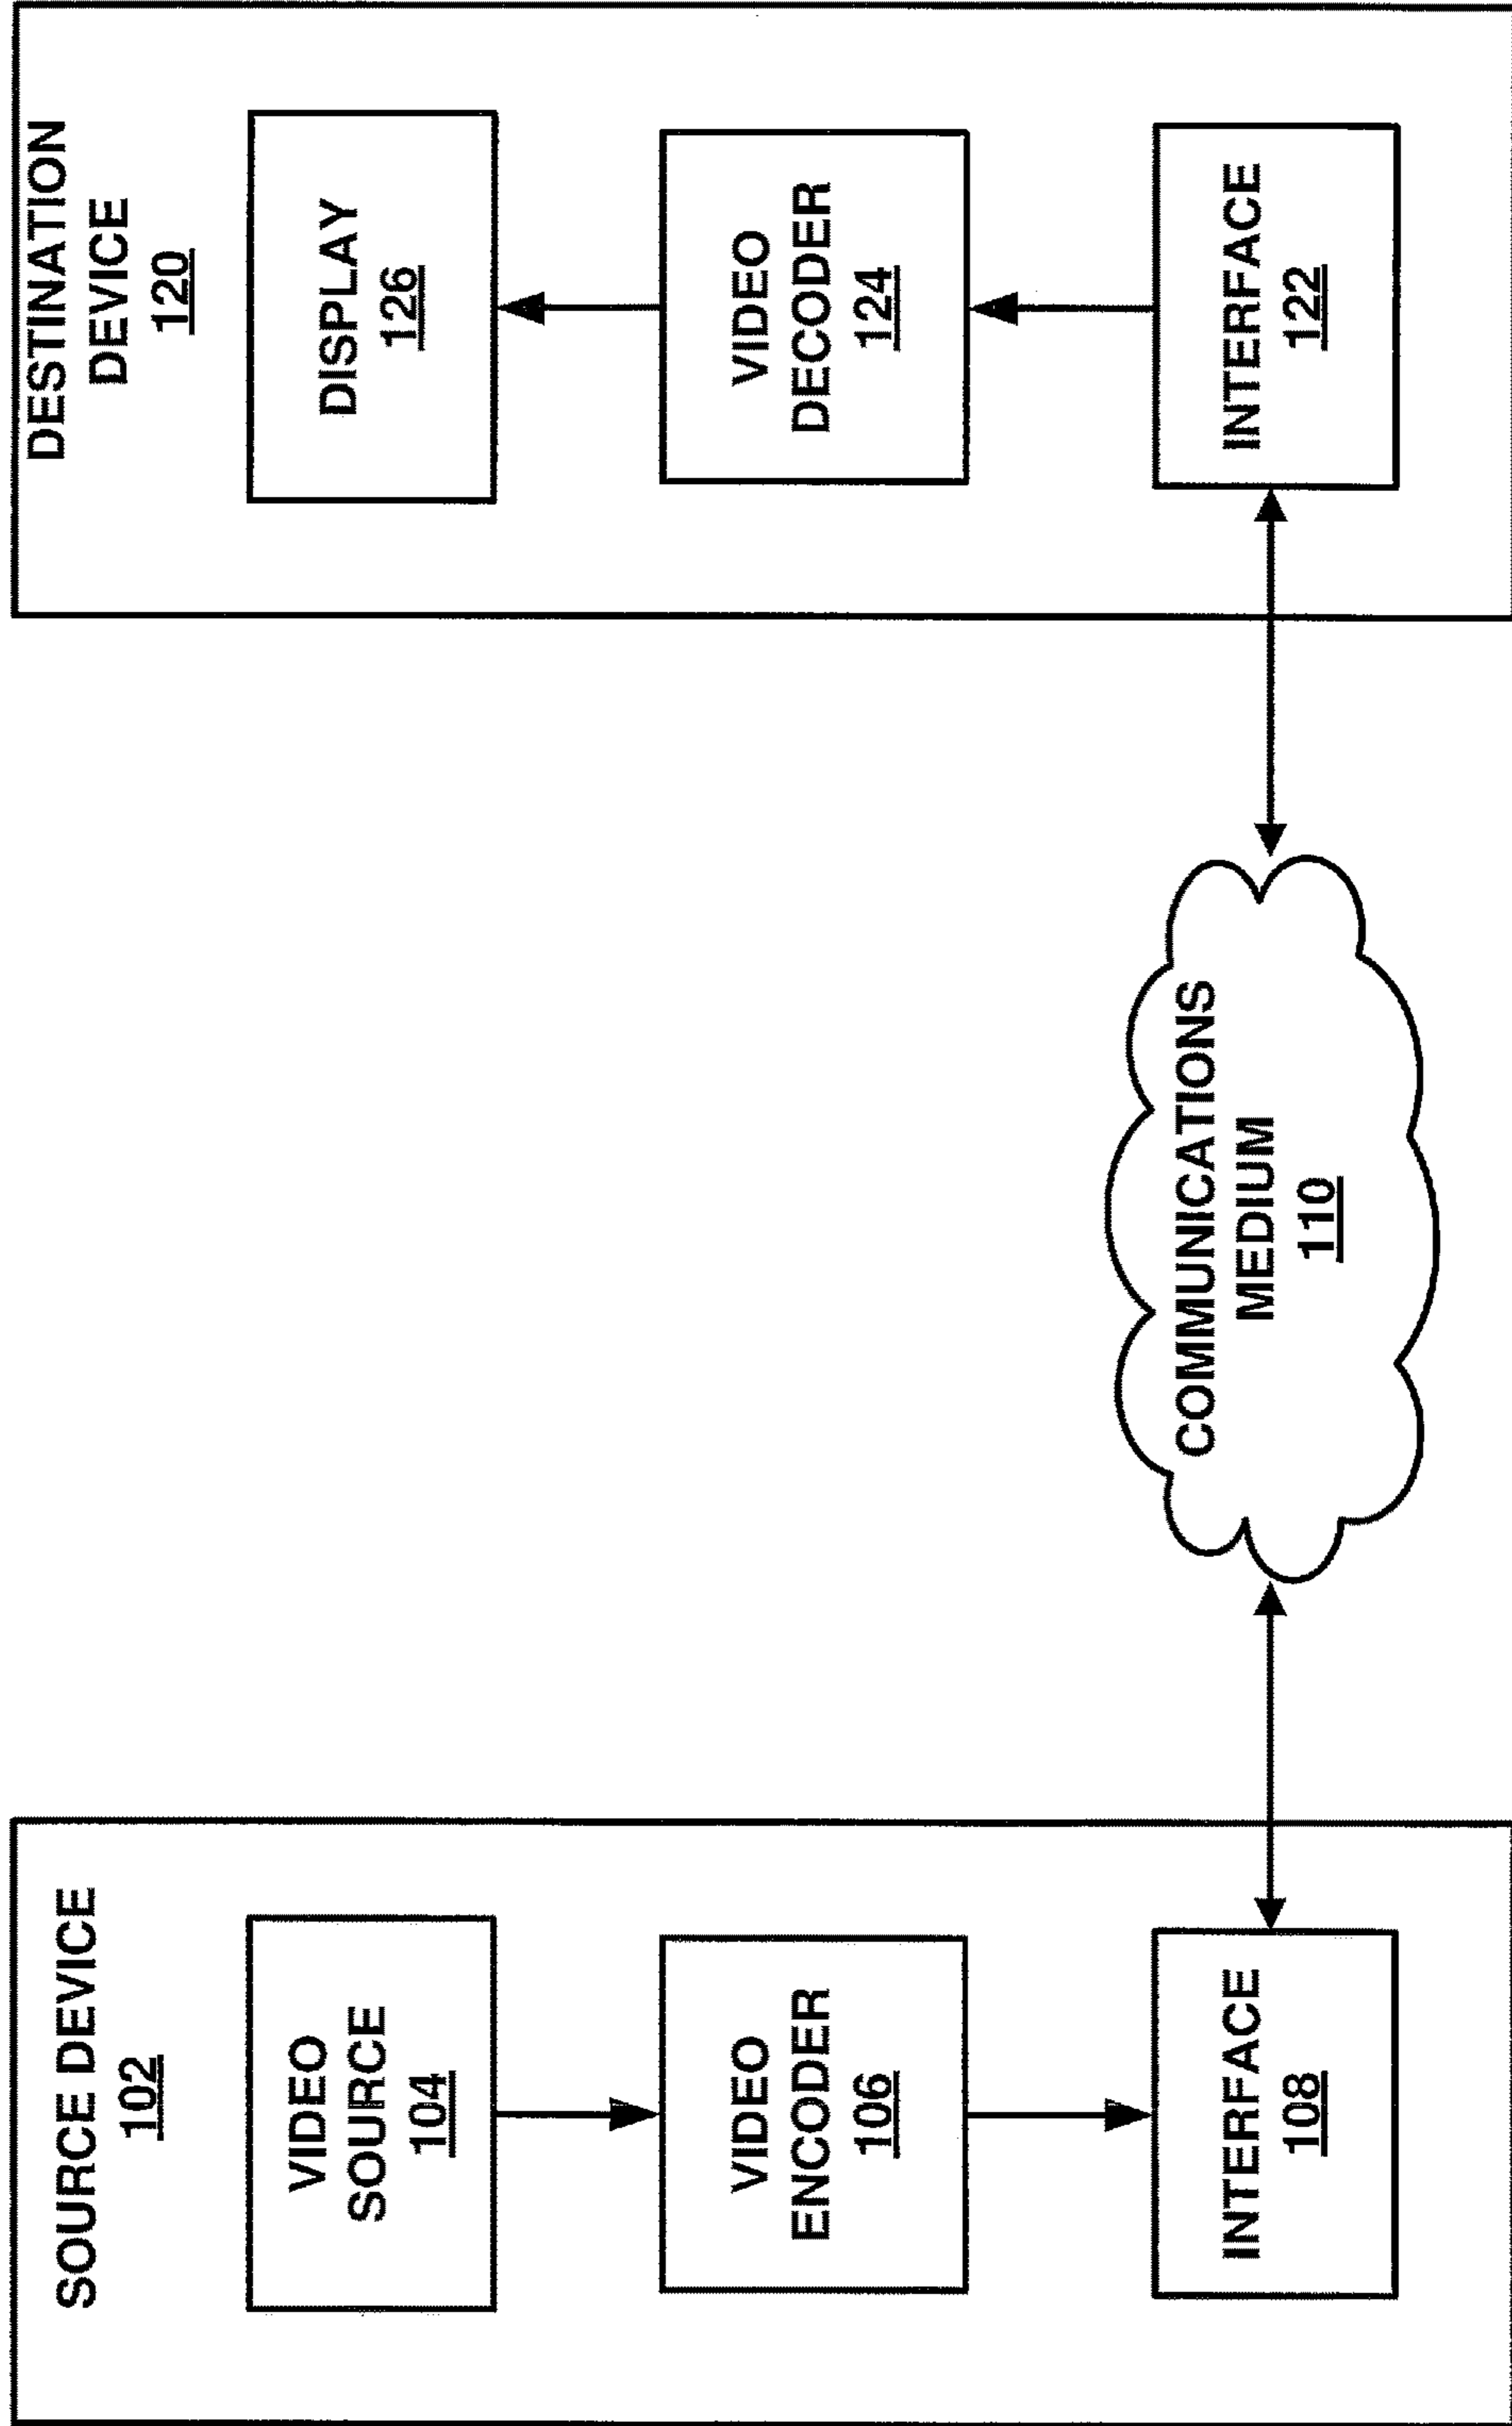 SOURCE DEVICE
102
VIDEO
SOURCE
104
VIDEO
ENCODER
106
INTERFACE
108
COMMUNICATIONS
MEDIUM
110
DESTINATION
DEVICE
120
DISPLAY
126
VIDEO
DECODER
124
INTERFACE
122